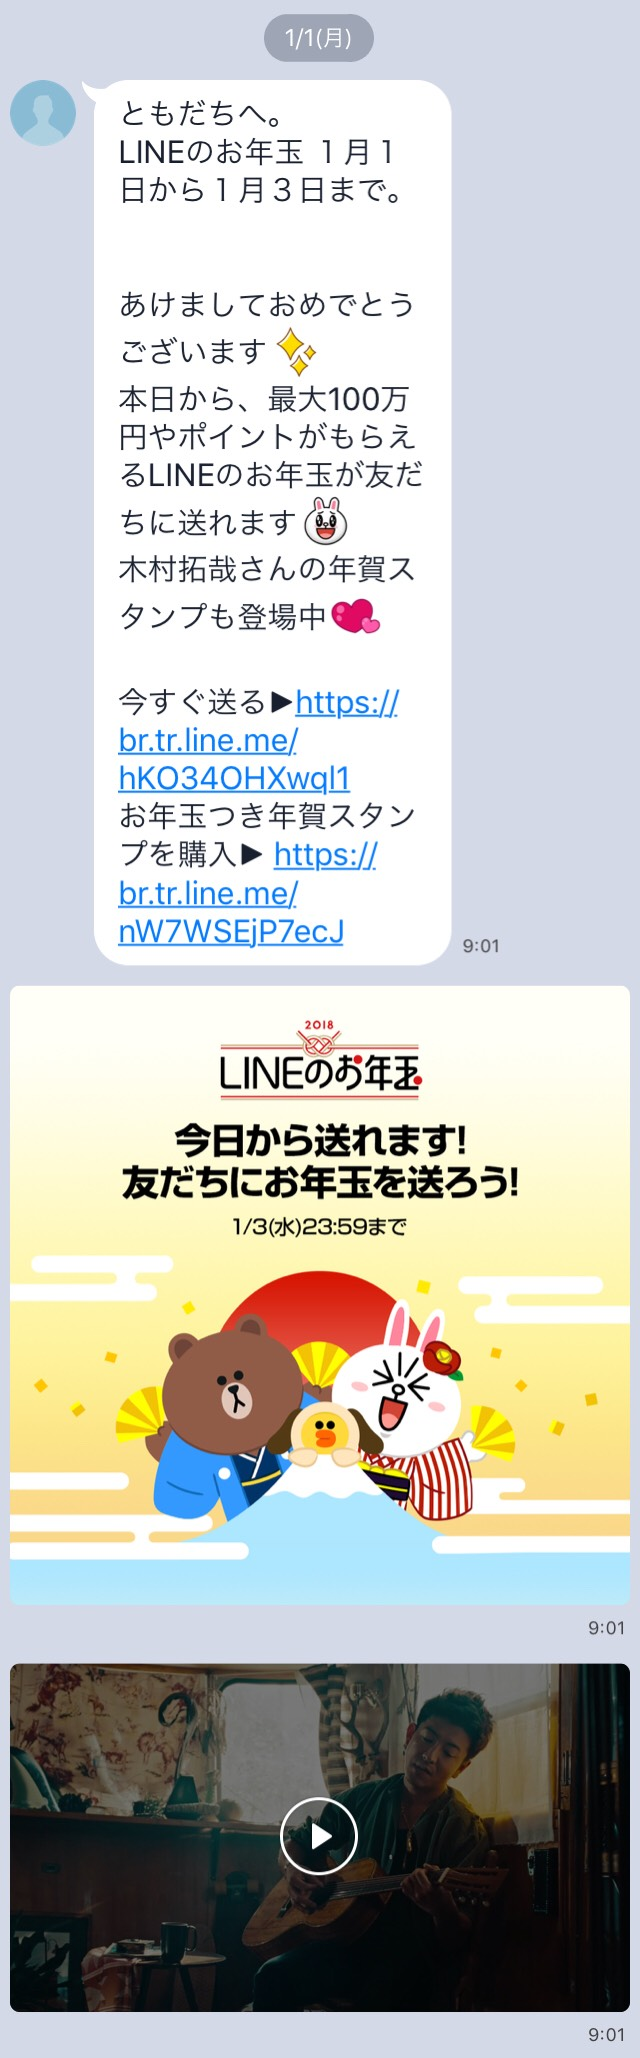 1/1(月)
ともだちへ。
LINEのお年玉 １月１
日から１月３日まで。
あけましておめでとう
ございます
本日から、最大100万
円やポイントがもらえ
るLINEのお年玉が友だ
ちに送れます
木村拓哉さんの年賀ス
タンプも登場中
今すぐ送る▶https://
br.tr.line.me/
hKO34OHXwql1
お年玉つき年賀スタン
プを購入▶ https://
br.tr.line.me/
nW7WSEjP7ecJ
9:01
2018
LINEのお年玉
今日から送れます!
友だちにお年玉を送ろう!
1/3(水)23:59まで
9:01
9:01